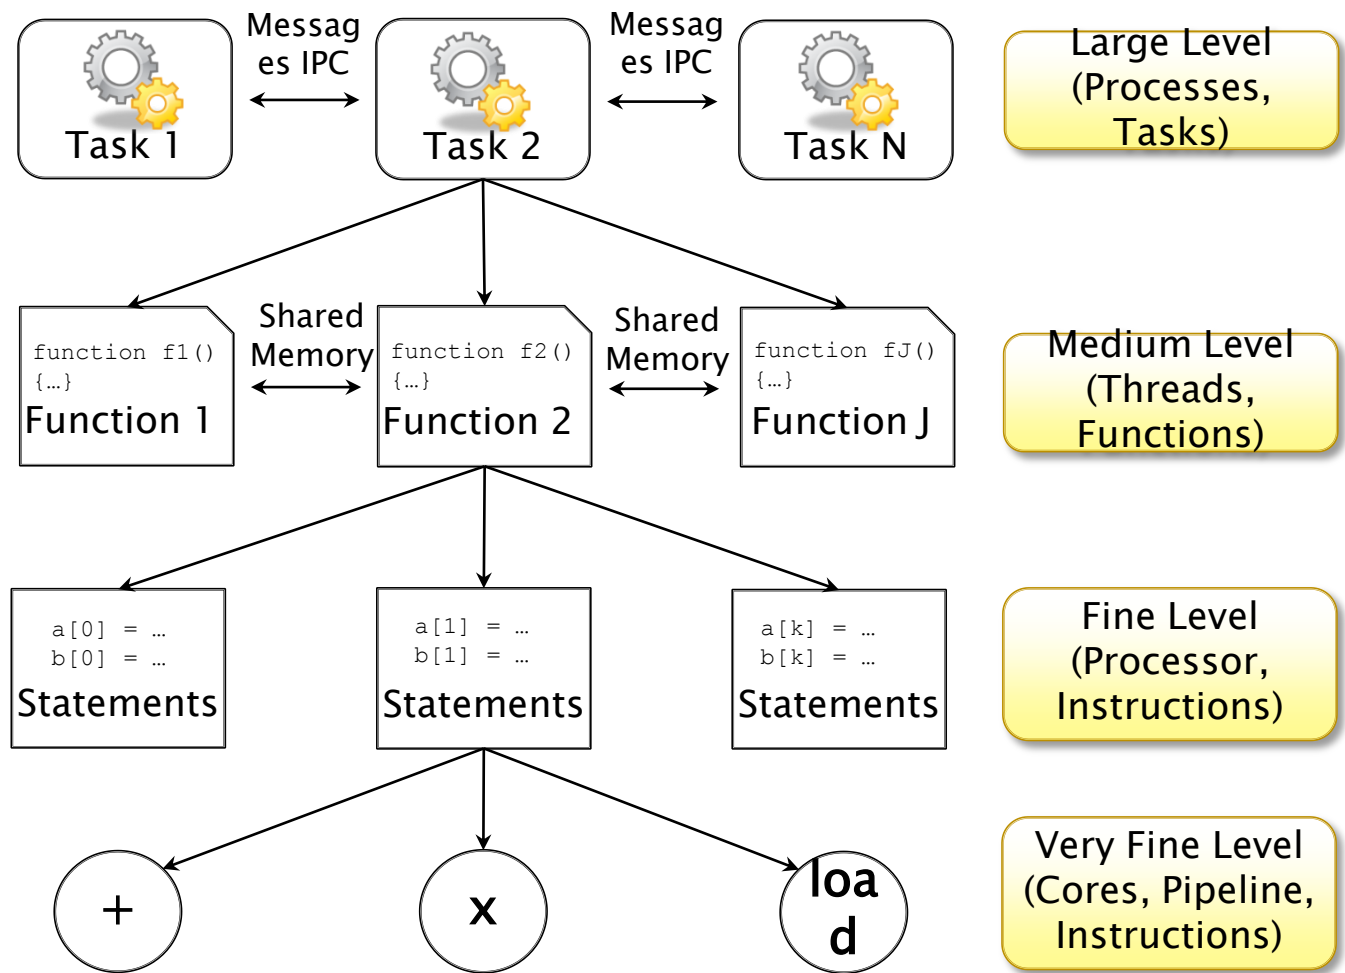 Messag
es IPC
Messag
es IPC
Task 1
Task 2
Task N
Large Level
(Processes,
Tasks)
Shared
Memory
Shared
Memory
function f1()
{…}
Function 1
function f2()
{…}
Function 2
function fJ()
{…}
Function J
Medium Level
(Threads,
Functions)
a[0] = …
b[0] = …
Statements
a[1] = …
b[1] = …
Statements
a[k] = …
b[k] = …
Statements
Fine Level
(Processor,
Instructions)
+
x
loa
d
Very Fine Level
(Cores, Pipeline,
Instructions)